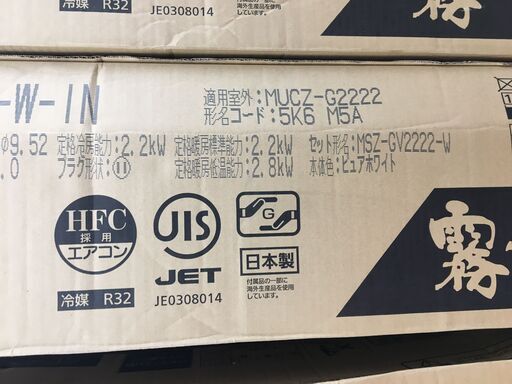 冷媒 R32
JE0308014
海外生産品を使用
しています。
-W-IN
適用室外:MUCZ-G2222
形名コード:5K6 M5A
φ9.52 定格冷房能力:2.2kW 定格暖房標準能力:2.2kW セット形名:MSZ-GV2222-W
.0 プラグ形状:⑪ 定格暖房低温能力:2.8kW 本体色:ピュアホワイト
HFC
採用
エアコン
JIS
JET
G
日本製
付属品の一部に
海外生産品を使用
しています。
冷媒 R32
JE0308014
霧